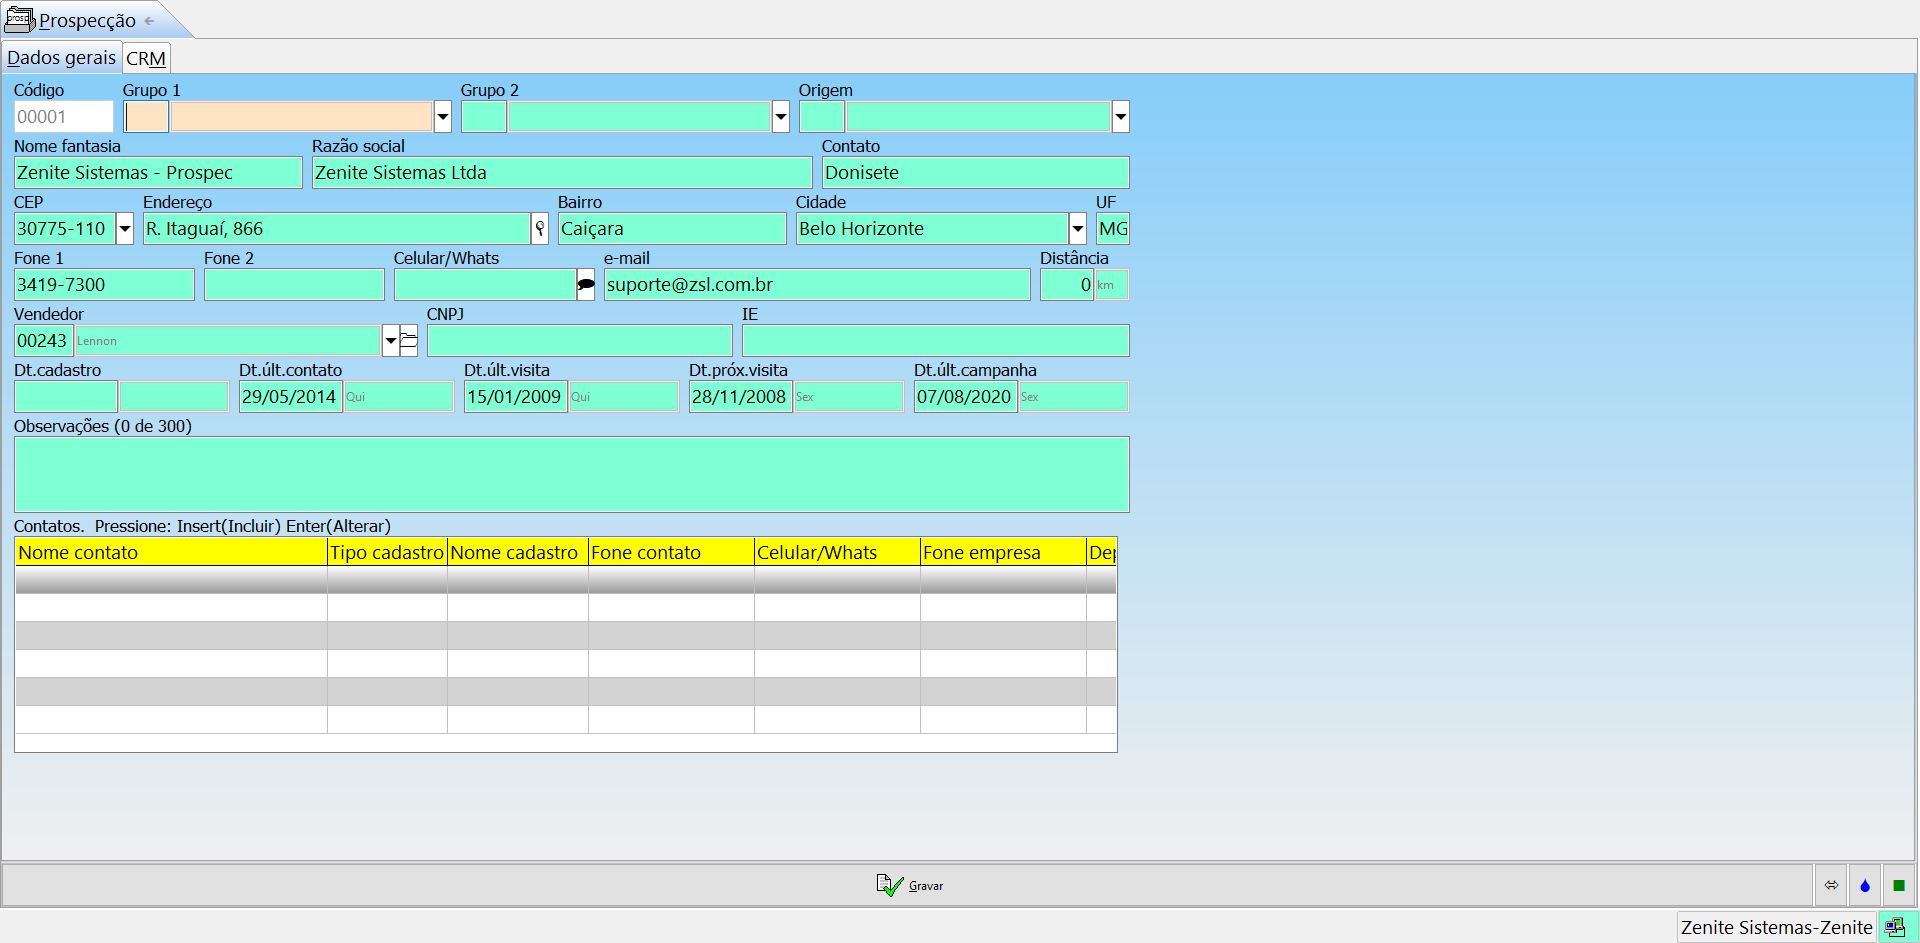 Prospecção
Dados gerais CRM
Código Grupo 1 Grupo 2 Origem
00001
Nome fantasia Razão social Contato
Zenite Sistemas - Prospec Zenite Sistemas Ltda Donisete
CEP Endereço Bairro Cidade UF
30775-110 R. Itaguaí, 866 Caiçara Belo Horizonte MG
Fone 1 Fone 2 Celular/Whats e-mail Distância
3419-7300 suporte@zsl.com.br 0 km
Vendedor CNPJ IE
00243 Lennon
Dt.cadastro Dt.últ.contato Dt.últ.visita Dt.próx.visita Dt.últ.campanha
29/05/2014 Qui 15/01/2009 Qui 28/11/2008 Sex 07/08/2020 Sex
Observações (0 de 300)
Contatos. Pressione: Insert(Incluir) Enter(Alterar)
Nome contato Tipo cadastro Nome cadastro Fone contato Celular/Whats Fone empresa Dep
Gravar
Zenite Sistemas-Zenite